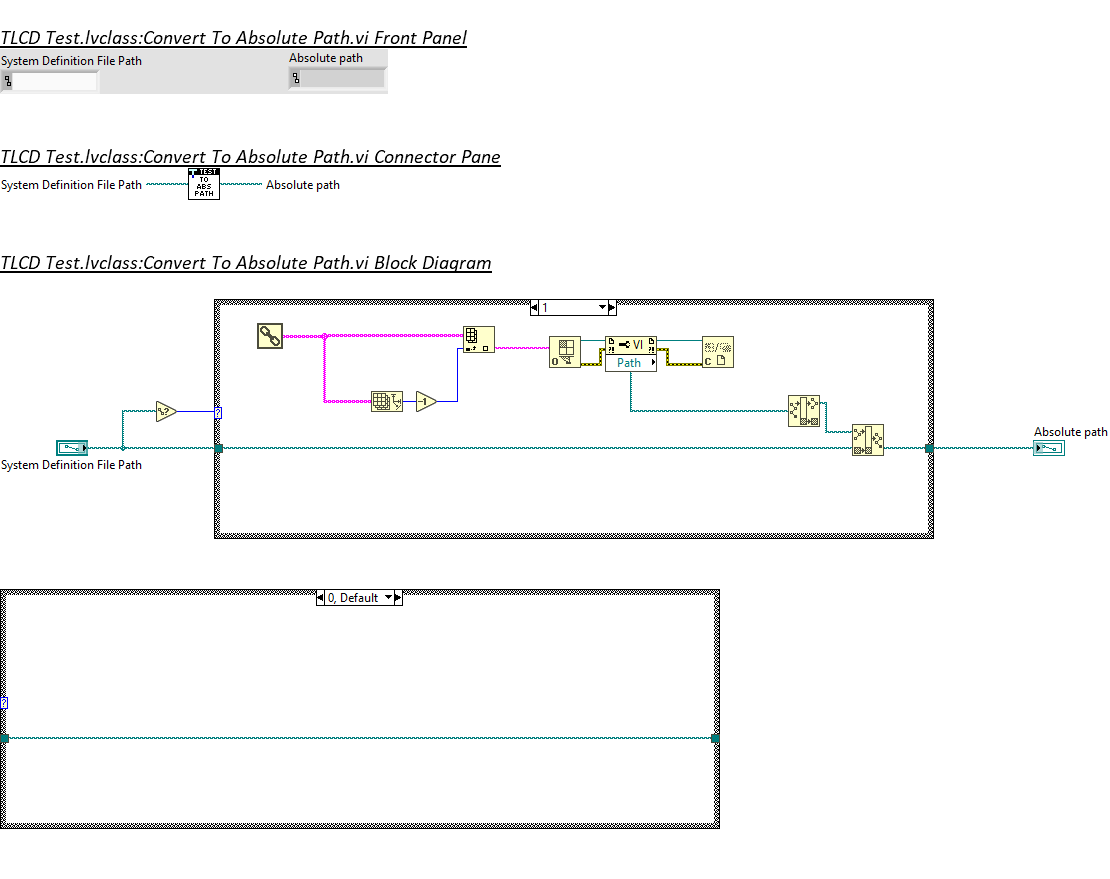 TLCD Test.lvclass:Convert To Absolute Path.vi Front Panel
System Definition File Path
Absolute path
TLCD Test.lvclass:Convert To Absolute Path.vi Connector Pane
System Definition File Path
TEST
TO
ABS
PATH
Absolute path
TLCD Test.lvclass:Convert To Absolute Path.vi Block Diagram
1
VI
Path
O
C
-1
?
?
System Definition File Path
Absolute path
0, Default
?